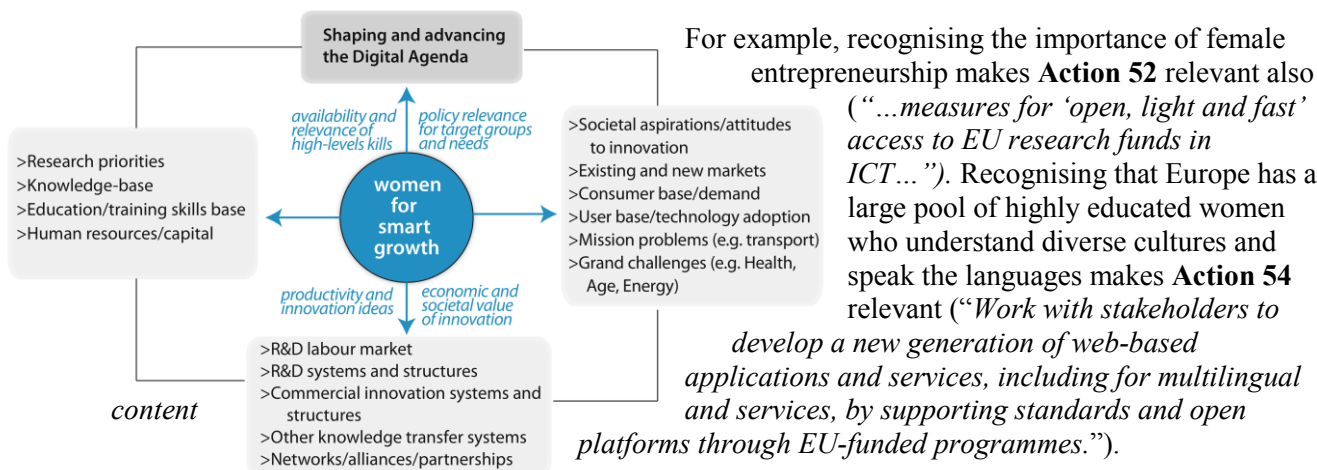 Shaping and advancing
the Digital Agenda
availability and
relevance of
high-levels kills
policy relevance
for target groups
and needs
>Research priorities
>Knowledge-base
>Education/training skills base
>Human resources/capital
women
for
smart
growth
>Societal aspirations/attitudes
to innovation
>Existing and new markets
>Consumer base/demand
>User base/technology adoption
>Mission problems (e.g. transport)
>Grand challenges (e.g. Health,
Age, Energy)
productivity and
innovation ideas
economic and
societal value
of innovation
>R&D labour market
>R&D systems and structures
>Commercial innovation systems and
structures
>Other knowledge transfer systems
>Networks/alliances/partnerships
For example, recognising the importance of female
entrepreneurship makes Action 52 relevant also
(“…measures for ‘open, light and fast’
access to EU research funds in
ICT…”). Recognising that Europe has a
large pool of highly educated women
who understand diverse cultures and
speak the languages makes Action 54
relevant (“Work with stakeholders to
develop a new generation of web-based
applications and services, including for multilingual
content and services, by supporting standards and open
platforms through EU-funded programmes.”).